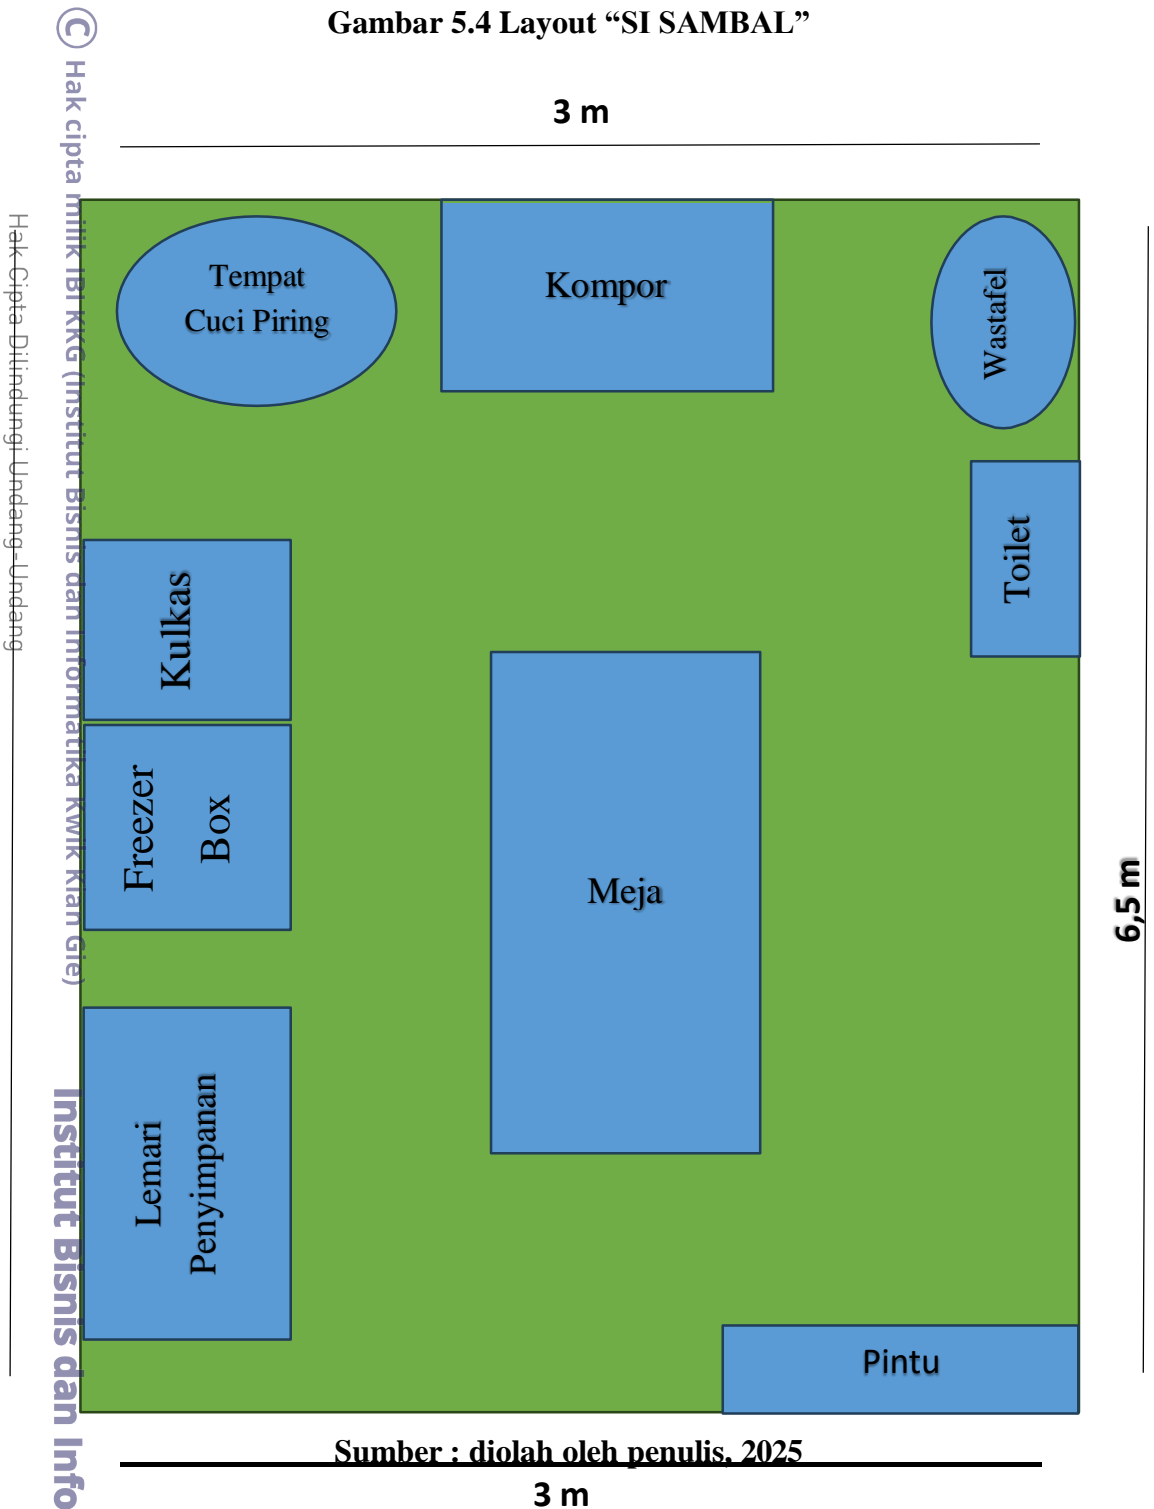 Gambar 5.4 Layout “SI SAMBAL”
3 m
Tempat
Cuci Piring
Kompor
Wastafel
Toilet
Kulkas
Freezer
Box
Meja
6,5 m
Lemari
Penyimpanan
Pintu
Sumber : diolah oleh penulis, 2025
3 m
© Hak cipta milik IBI KKG (Institut Bisnis dan Informatika Kwik Kian Gie)
Hak Cipta Dilindungi Undang-Undang
Institut Bisnis dan Info